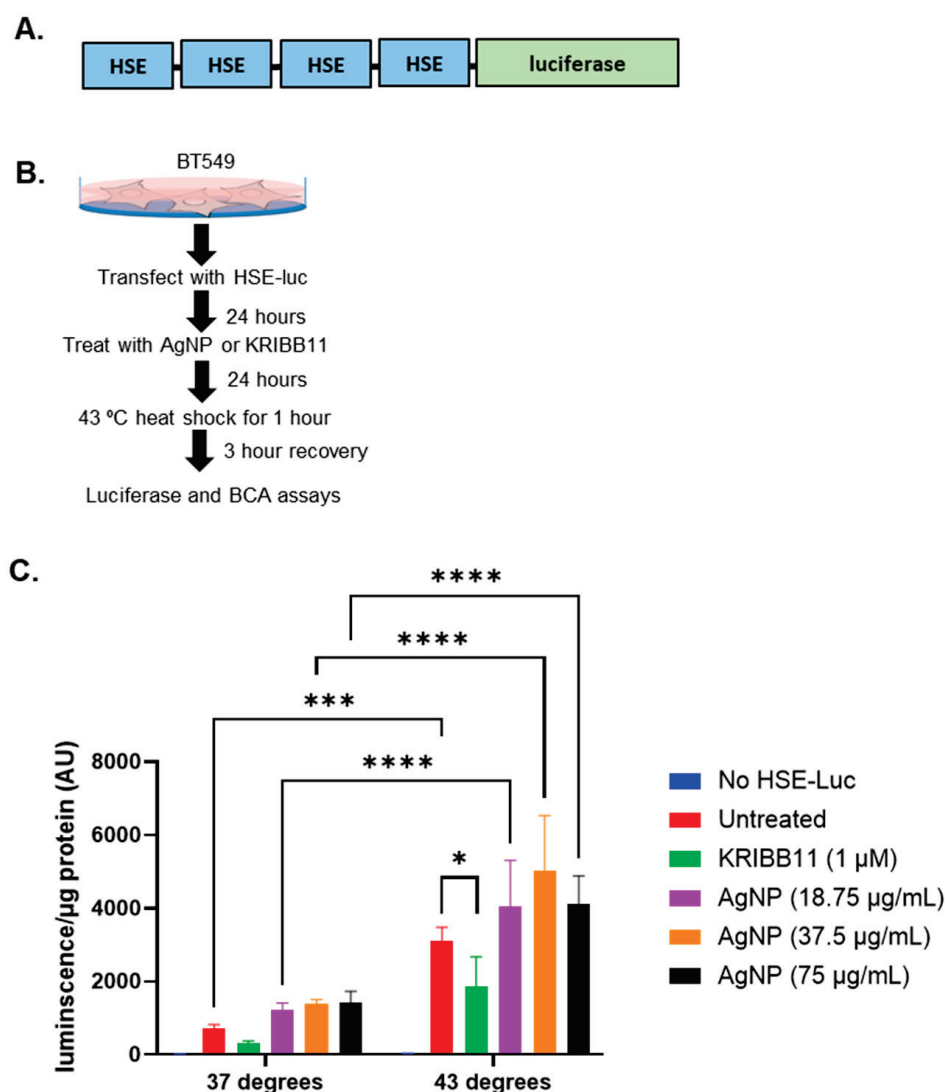 A.
HSE HSE HSE HSE luciferase
B.
BT549
Transfect with HSE-luc
24 hours
Treat with AgNP or KRIBB11
24 hours
43 ºC heat shock for 1 hour
3 hour recovery
Luciferase and BCA assays
C.
****
****
***
****
*
luminscence/µg protein (AU)
8000
6000
4000
2000
0
37 degrees
43 degrees
No HSE-Luc
Untreated
KRIBB11 (1 µM)
AgNP (18.75 µg/mL)
AgNP (37.5 µg/mL)
AgNP (75 µg/mL)